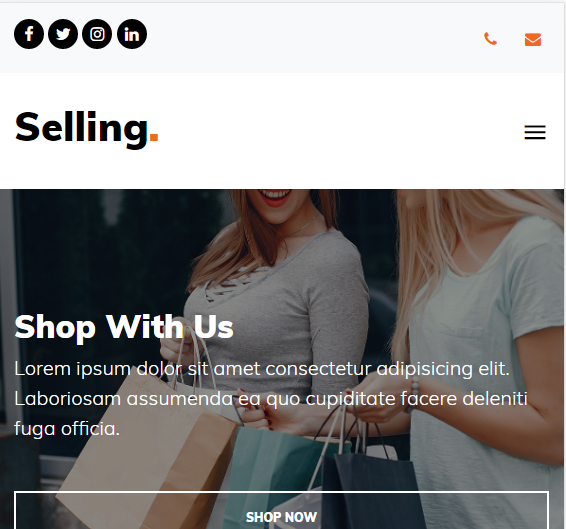 Selling.
Shop With Us
Lorem ipsum dolor sit amet consectetur adipisicing elit.
Laboriosam assumenda ea quo cupiditate facere deleniti
fuga officia.
SHOP NOW